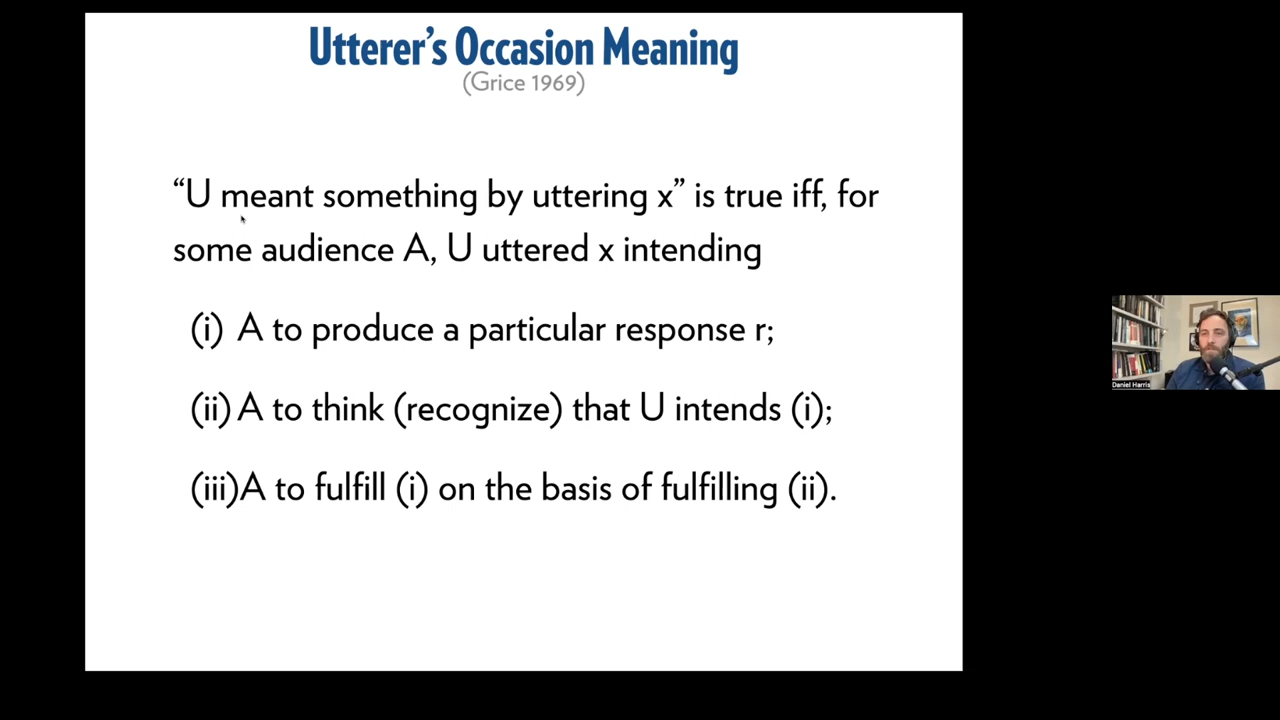 Utterer's Occasion Meaning
(Grice 1969)
“U meant something by uttering x” is true iff, for
some audience A, U uttered x intending
(i) A to produce a particular response r;
(ii) A to think (recognize) that U intends (i);
(iii)A to fulfill (i) on the basis of fulfilling (ii).
Daniel Harris